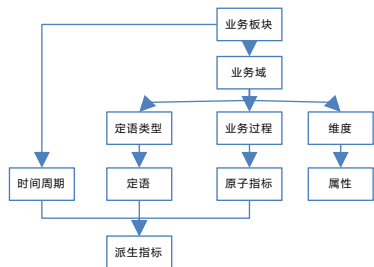 业务板块
业务域
定语类型
业务过程
维度
时间周期
定语
原子指标
属性
派生指标